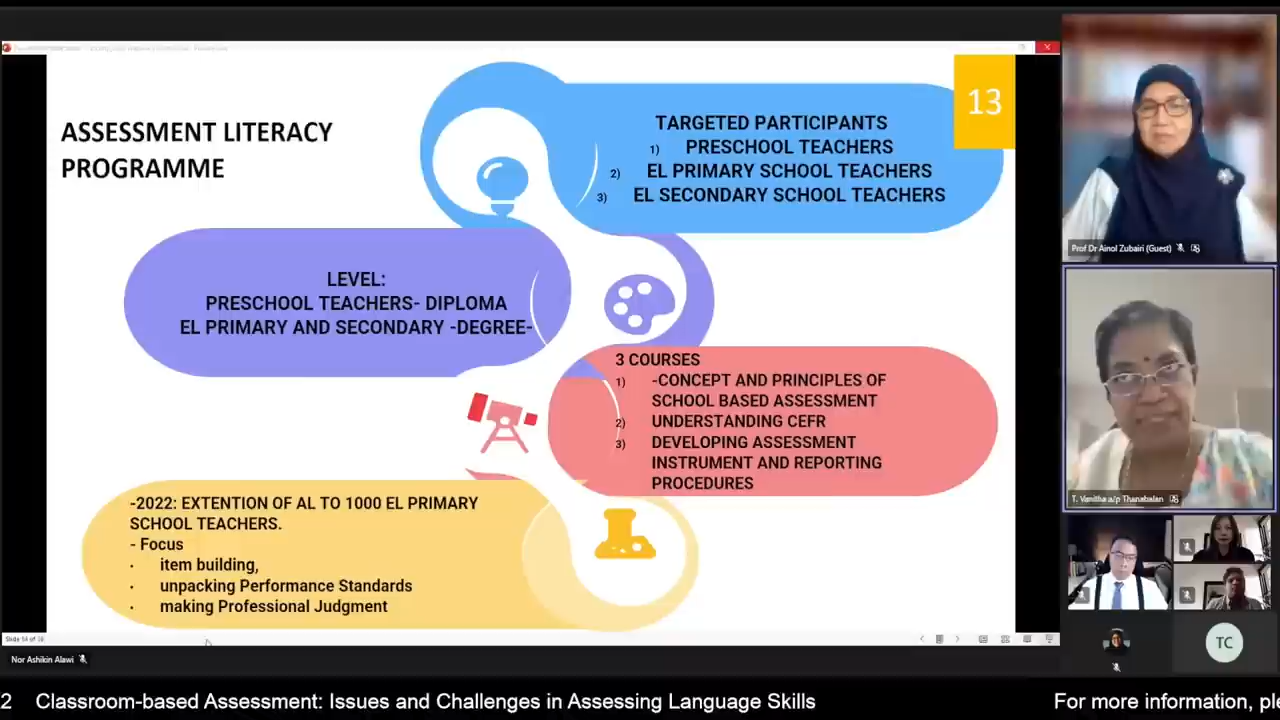 ASSESSMENT LITERACY
PROGRAMME
13
TARGETED PARTICIPANTS
1) PRESCHOOL TEACHERS
2) EL PRIMARY SCHOOL TEACHERS
3) EL SECONDARY SCHOOL TEACHERS
LEVEL:
PRESCHOOL TEACHERS- DIPLOMA
EL PRIMARY AND SECONDARY -DEGREE-
3 COURSES
1) -CONCEPT AND PRINCIPLES OF
SCHOOL BASED ASSESSMENT
2) UNDERSTANDING CEFR
3) DEVELOPING ASSESSMENT
INSTRUMENT AND REPORTING
PROCEDURES
-2022: EXTENTION OF AL TO 1000 EL PRIMARY
SCHOOL TEACHERS.
- Focus
· item building,
· unpacking Performance Standards
· making Professional Judgment
Nor Ashikin Alawi
Prof Dr Ainol Zubairi (Guest)
T. Vanitha a/p Thanabalan
TC
2 Classroom-based Assessment: Issues and Challenges in Assessing Language Skills
For more information, ple